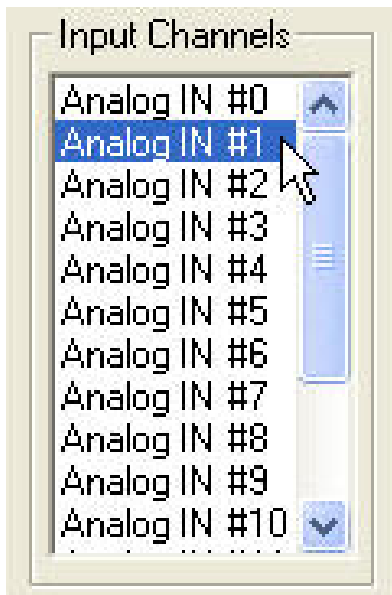 Input Channels
Analog IN #0
Analog IN #1
Analog IN #2
Analog IN #3
Analog IN #4
Analog IN #5
Analog IN #6
Analog IN #7
Analog IN #8
Analog IN #9
Analog IN #10